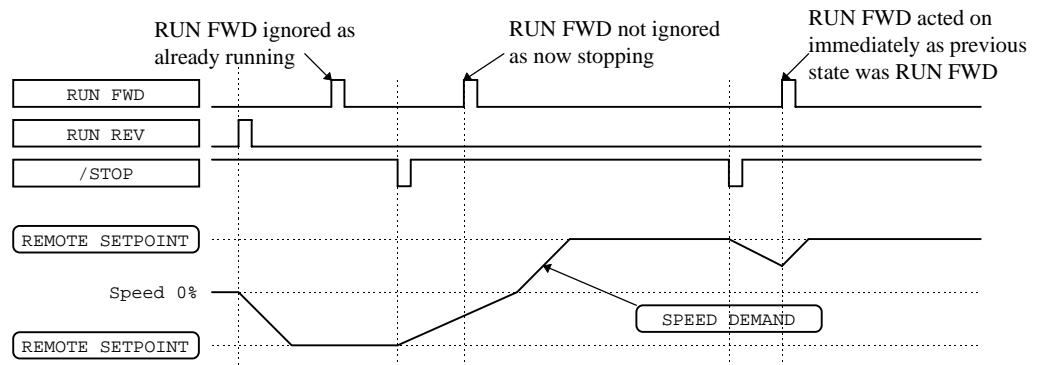 RUN FWD ignored as
already running
RUN FWD not ignored
as now stopping
RUN FWD acted on
immediately as previous
state was RUN FWD
RUN FWD
RUN REV
/STOP
REMOTE SETPOINT
Speed 0%
SPEED DEMAND
REMOTE SETPOINT